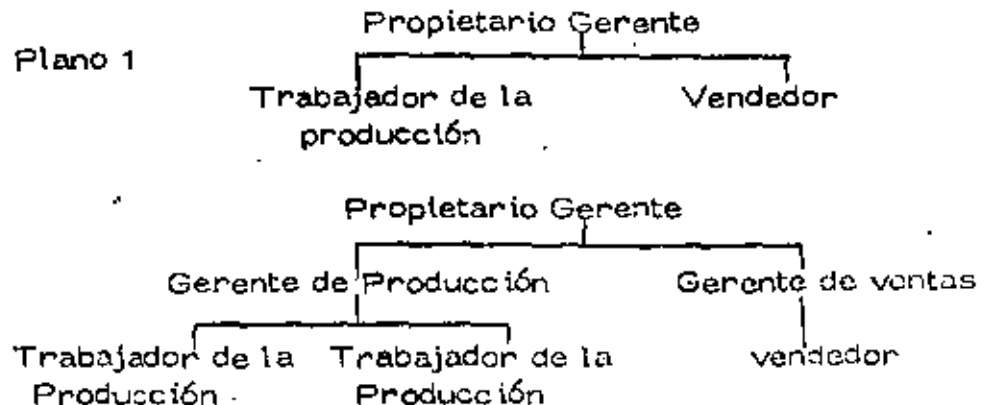 Propietario Gerente
Plano 1
Trabajador de la Vendedor
producción
Propietario Gerente
Gerente de Producción Gerente de ventas
Trabajador de la Trabajador de la vendedor
Producción Producción